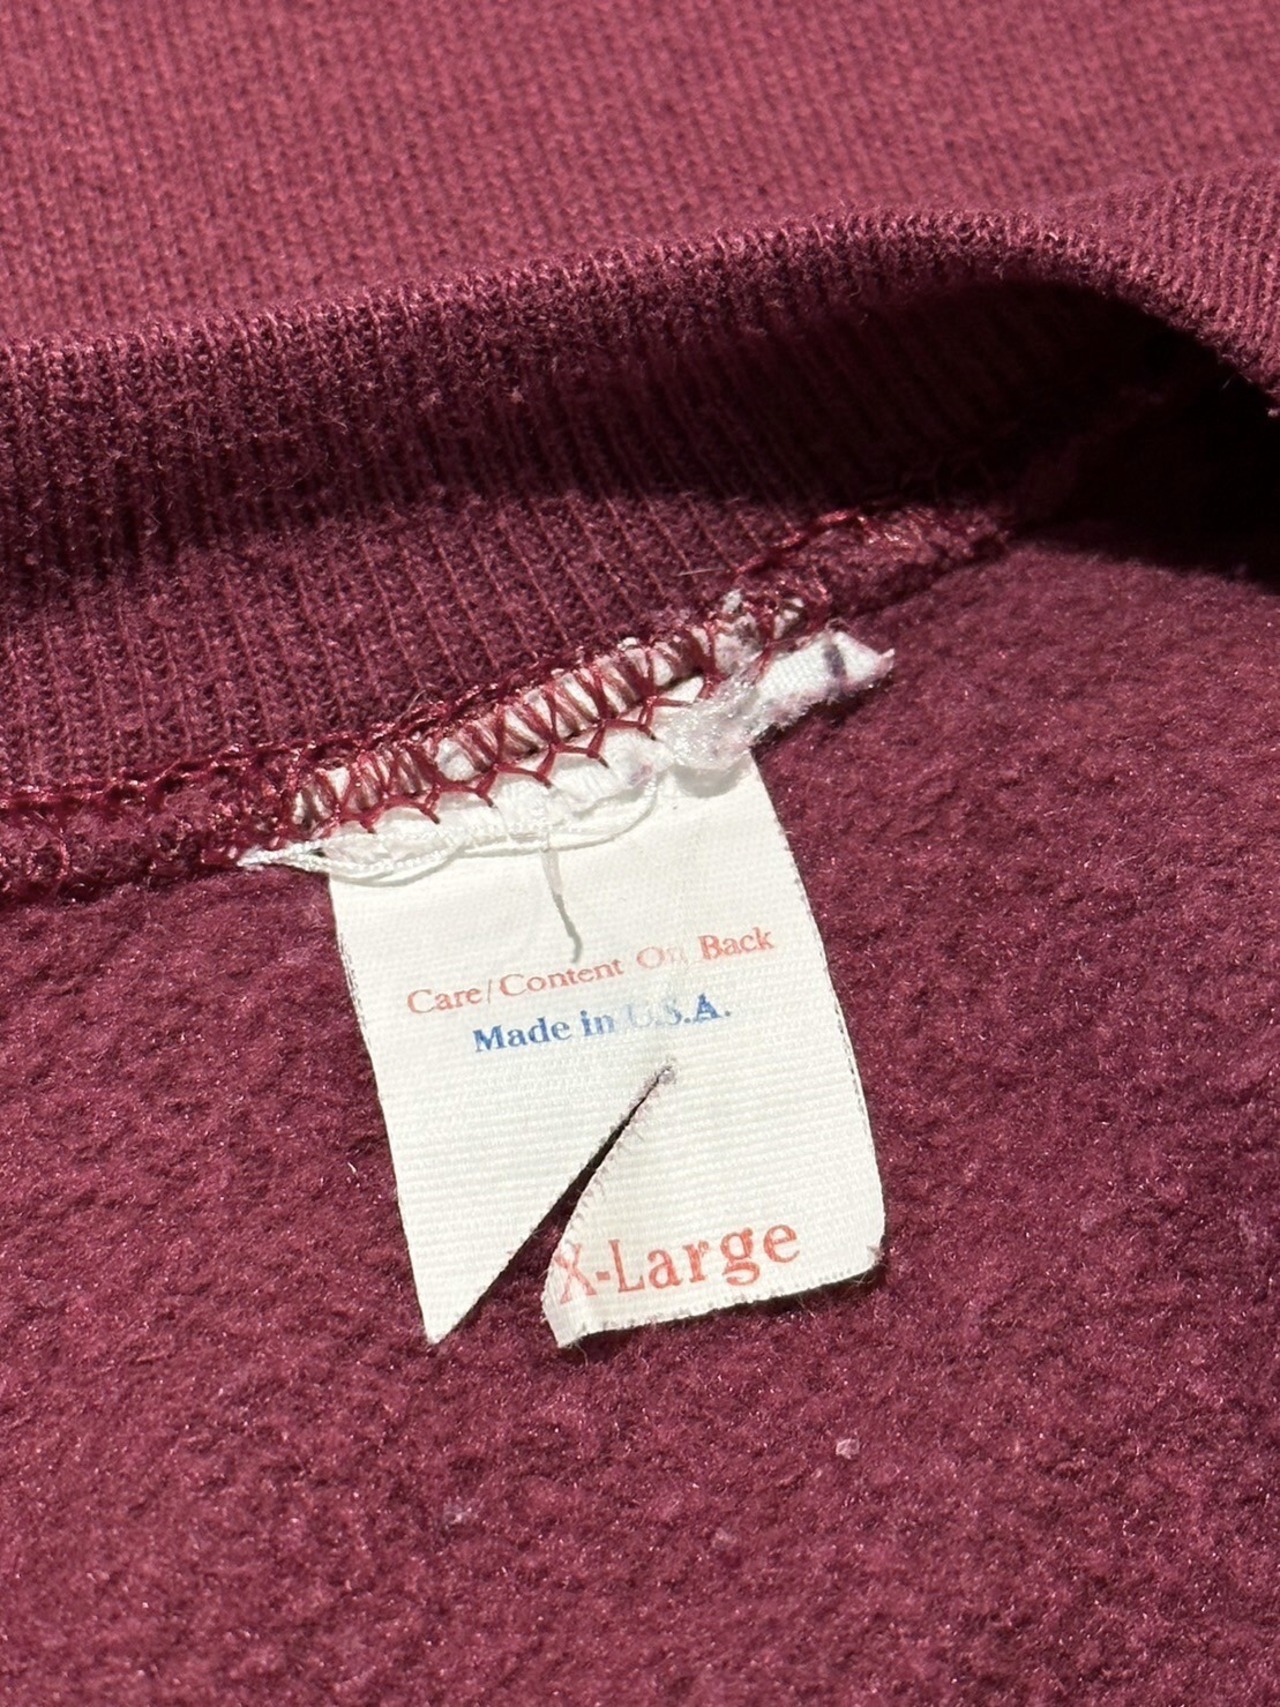 Care/Content On Back
Made in U.S.A.
X-Large